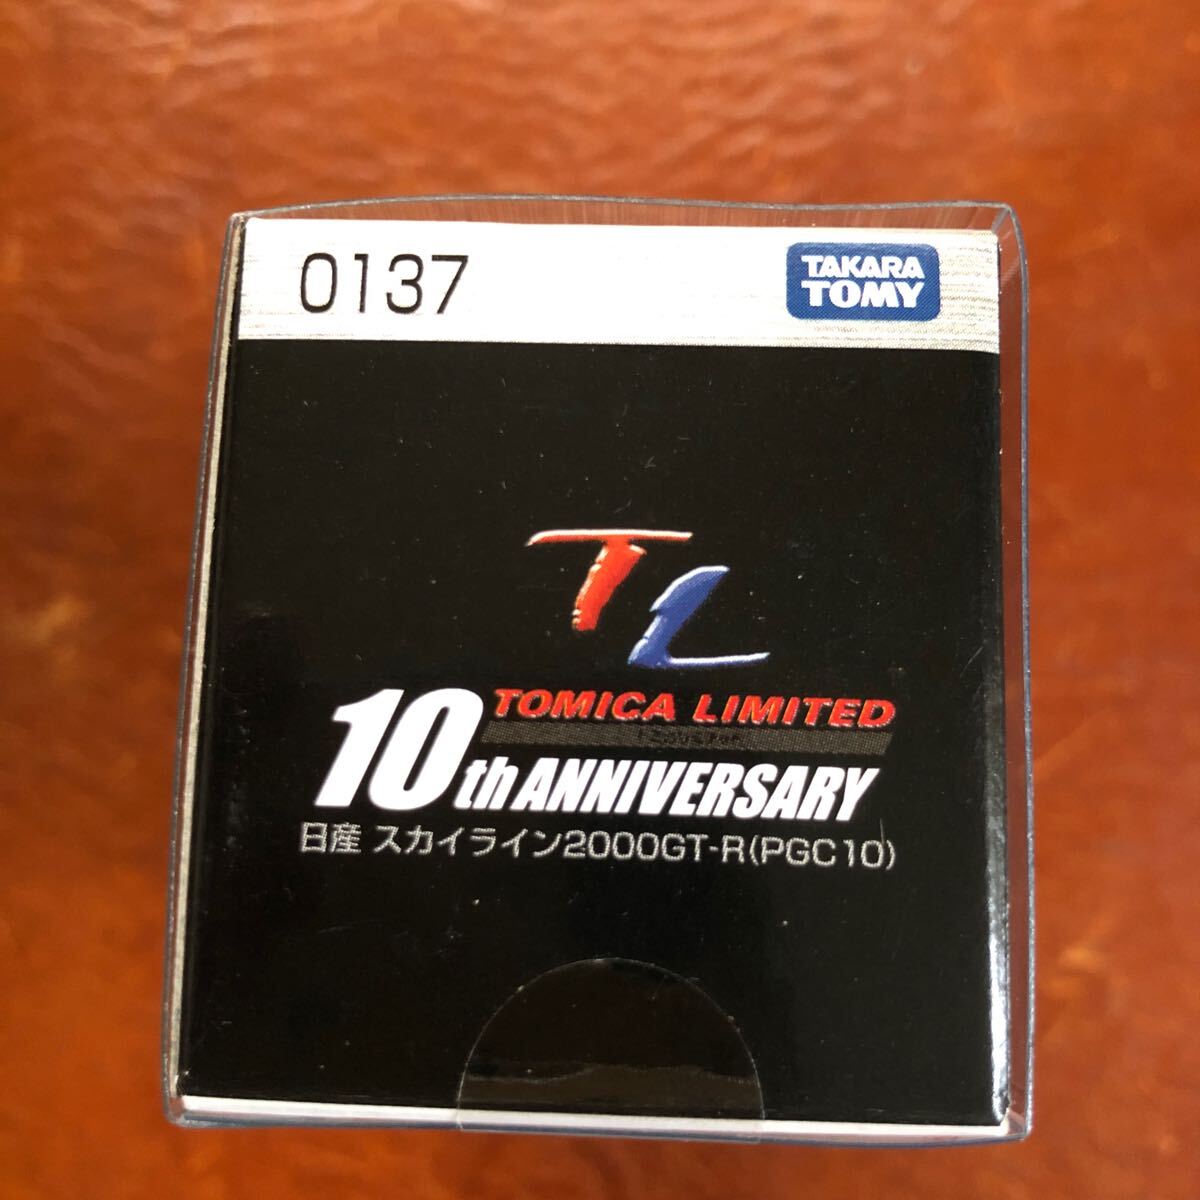 0137
TAKARA
TOMY
TL
TOMICA LIMITED
10th ANNIVERSARY
日産 スカイライン2000GT-R(PGC10)